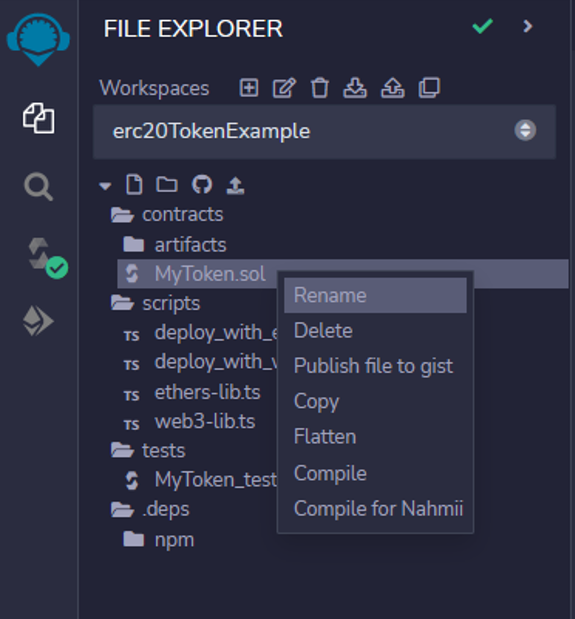 FILE EXPLORER
Workspaces
erc20TokenExample
contracts
artifacts
MyToken.sol
Rename
scripts
Delete
TS deploy_with_e
TS deploy_with_
Publish file to gist
TS ethers-lib.ts
Copy
TS web3-lib.ts
Flatten
tests
Compile
MyToken_test
Compile for Nahmii
.deps
npm